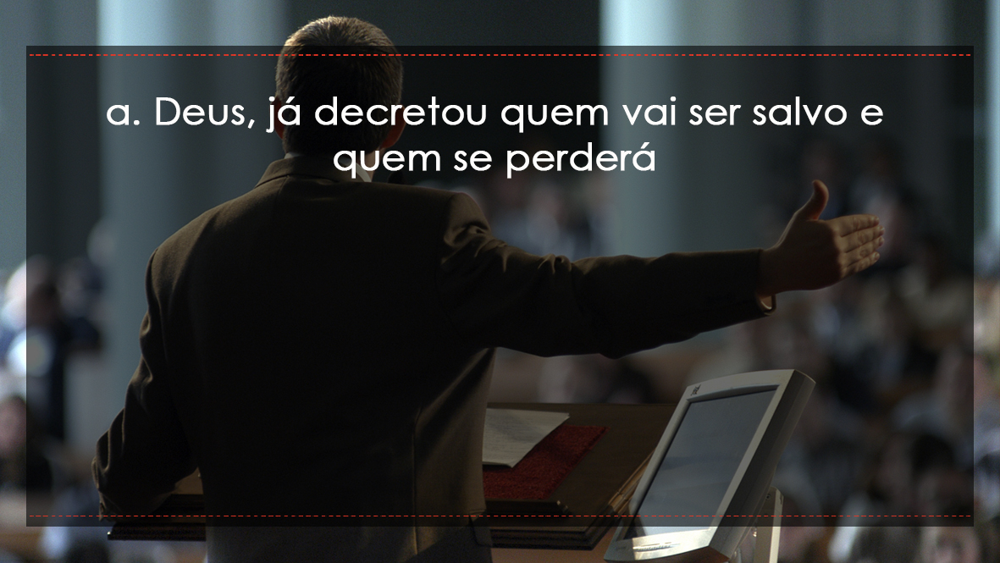 a. Deus, já decretou quem vai ser salvo e
quem se perderá